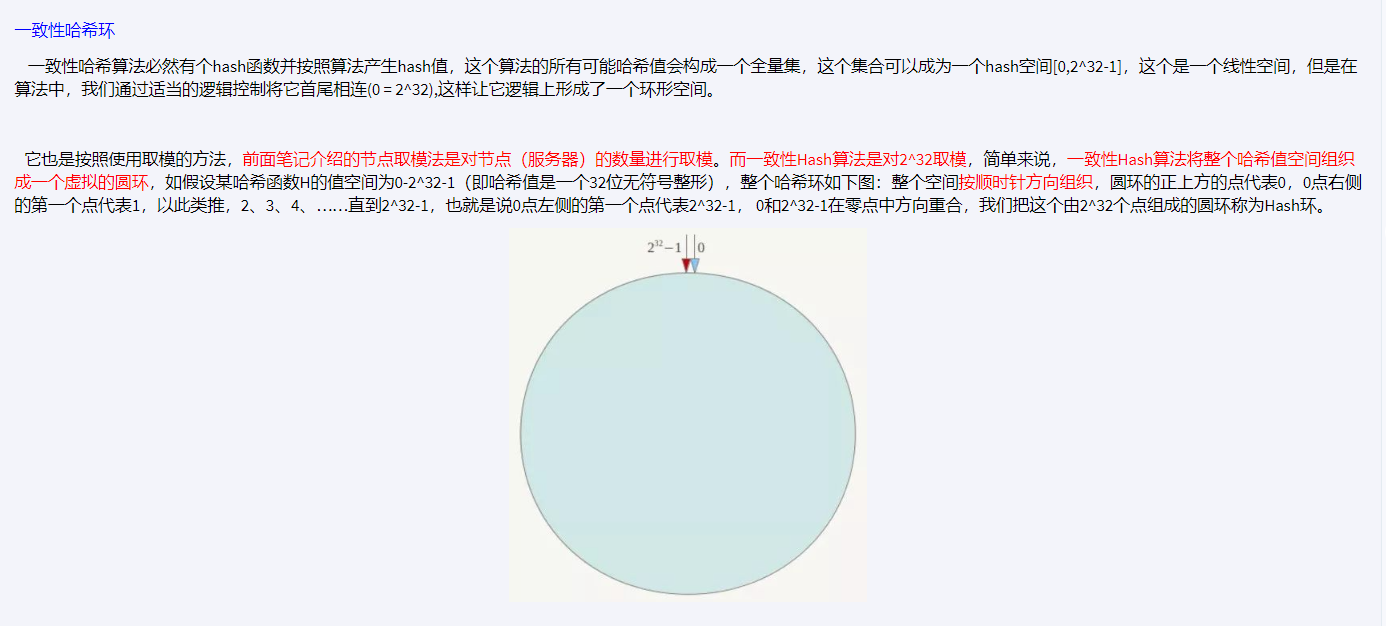 一致性哈希环
一致性哈希算法必然有个hash函数并按照算法产生hash值，这个算法的所有可能哈希值会构成一个全量集，这个集合可以成为一个hash空间[0,2^32-1]，这个是一个线性空间，但是在
算法中，我们通过适当的逻辑控制将它首尾相连(0 = 2^32),这样让它逻辑上形成了一个环形空间。
它也是按照使用取模的方法，前面笔记介绍的节点取模法是对节点（服务器）的数量进行取模。而一致性Hash算法是对2^32取模，简单来说，一致性Hash算法将整个哈希值空间组织
成一个虚拟的圆环，如假设某哈希函数H的值空间为0-2^32-1（即哈希值是一个32位无符号整形），整个哈希环如下图：整个空间按顺时针方向组织，圆环的正上方的点代表0，0点右侧
的第一个点代表1，以此类推，2、3、4、……直到2^32-1，也就是说0点左侧的第一个点代表2^32-1， 0和2^32-1在零点中方向重合，我们把这个由2^32个点组成的圆环称为Hash环。
2³²−1 0